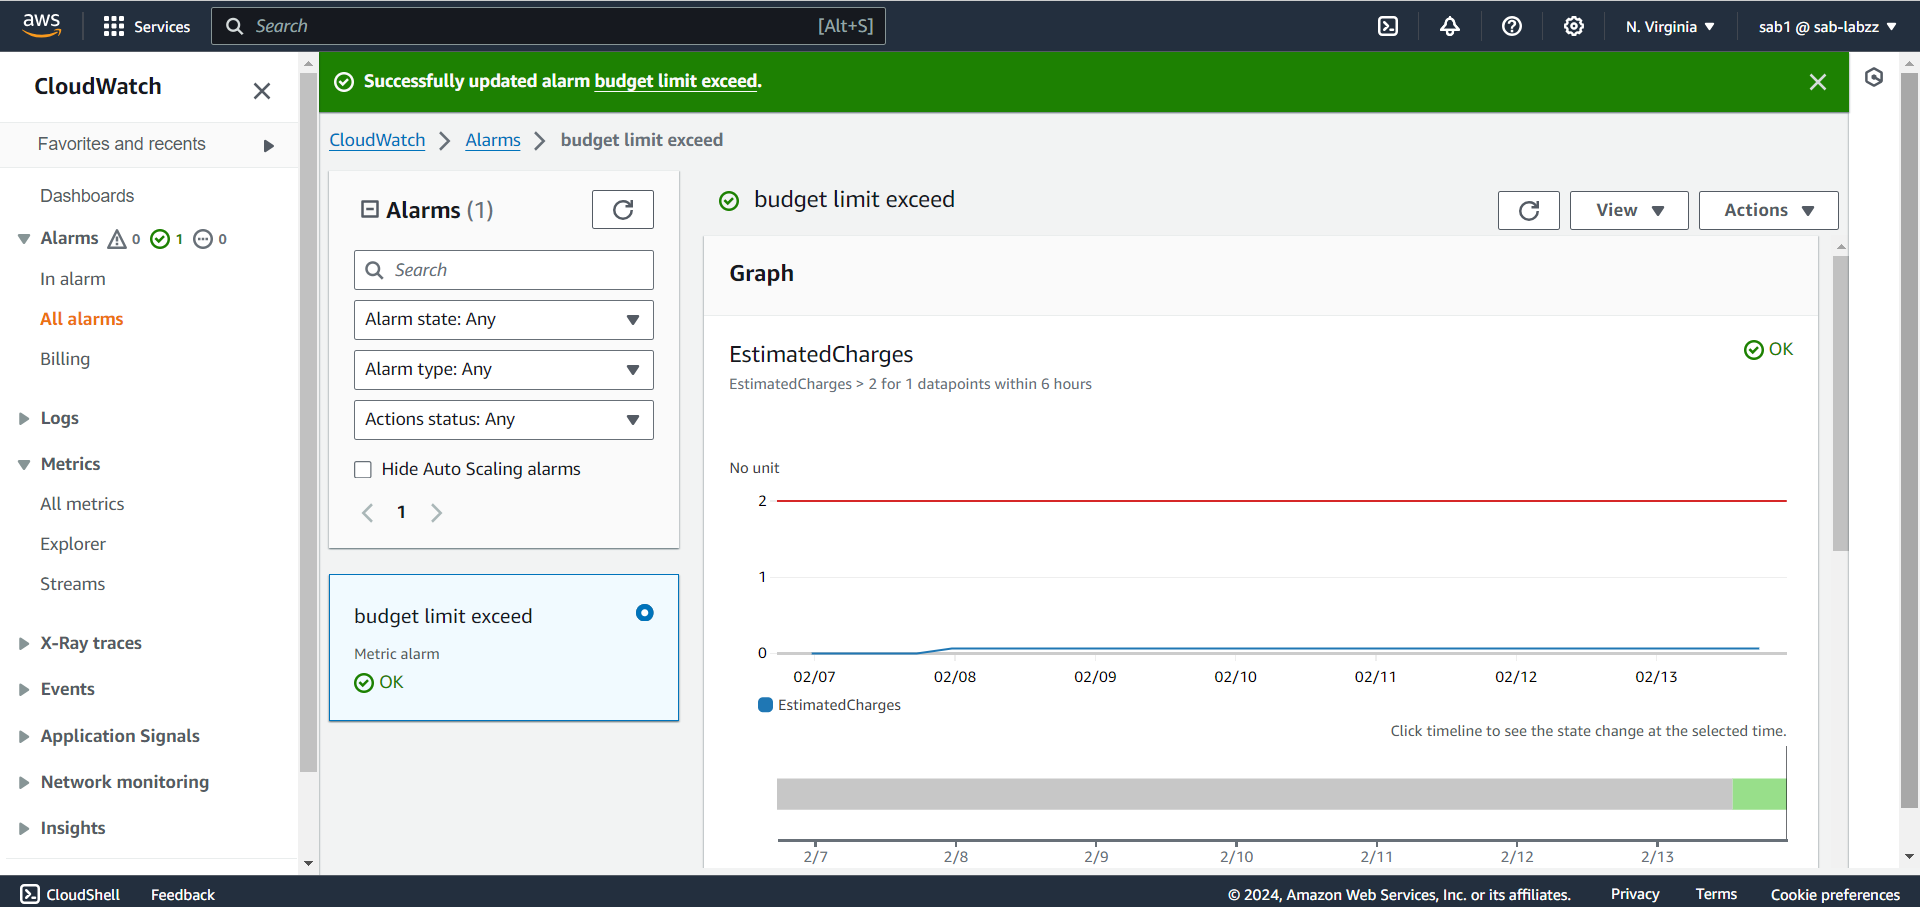 aws
Services
Search
[Alt+S]
N. Virginia
sab1 @ sab-labzz
CloudWatch
Favorites and recents
Dashboards
Alarms 0 1 0
In alarm
All alarms
Billing
Logs
Metrics
All metrics
Explorer
Streams
X-Ray traces
Events
Application Signals
Network monitoring
Insights
Successfully updated alarm budget limit exceed.
CloudWatch
Alarms
budget limit exceed
Alarms (1)
Search
Alarm state: Any
Alarm type: Any
Actions status: Any
Hide Auto Scaling alarms
1
budget limit exceed
Metric alarm
OK
budget limit exceed
View
Actions
Graph
EstimatedCharges
OK
EstimatedCharges > 2 for 1 datapoints within 6 hours
No unit
2
1
0
02/07 02/08 02/09 02/10 02/11 02/12 02/13
EstimatedCharges
Click timeline to see the state change at the selected time.
2/7 2/8 2/9 2/10 2/11 2/12 2/13
CloudShell
Feedback
© 2024, Amazon Web Services, Inc. or its affiliates.
Privacy
Terms
Cookie preferences